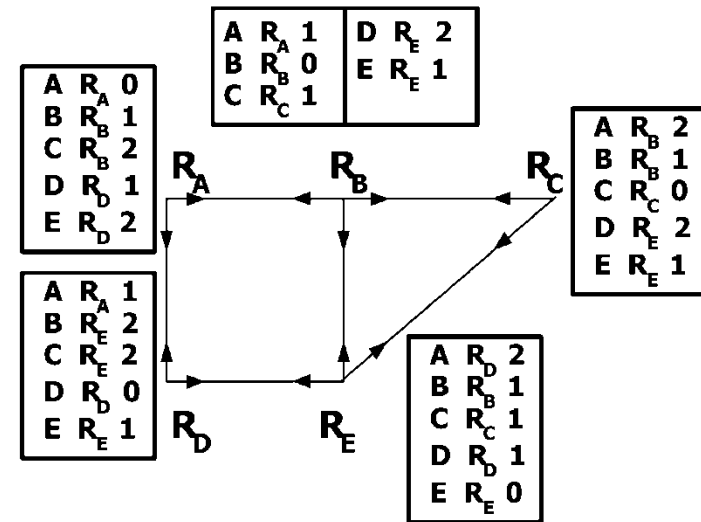 A R_A 1 D R_E 2
B R_B 0 E R_E 1
C R_C 1
A R_A 0
B R_B 1
C R_B 2
D R_D 1
E R_D 2
A R_B 2
B R_B 1
C R_C 0
D R_E 2
E R_E 1
R_A R_B R_C
A R_A 1
B R_E 2
C R_E 2
D R_D 0
E R_E 1
A R_D 2
B R_B 1
C R_C 1
D R_D 1
E R_E 0
R_D R_E